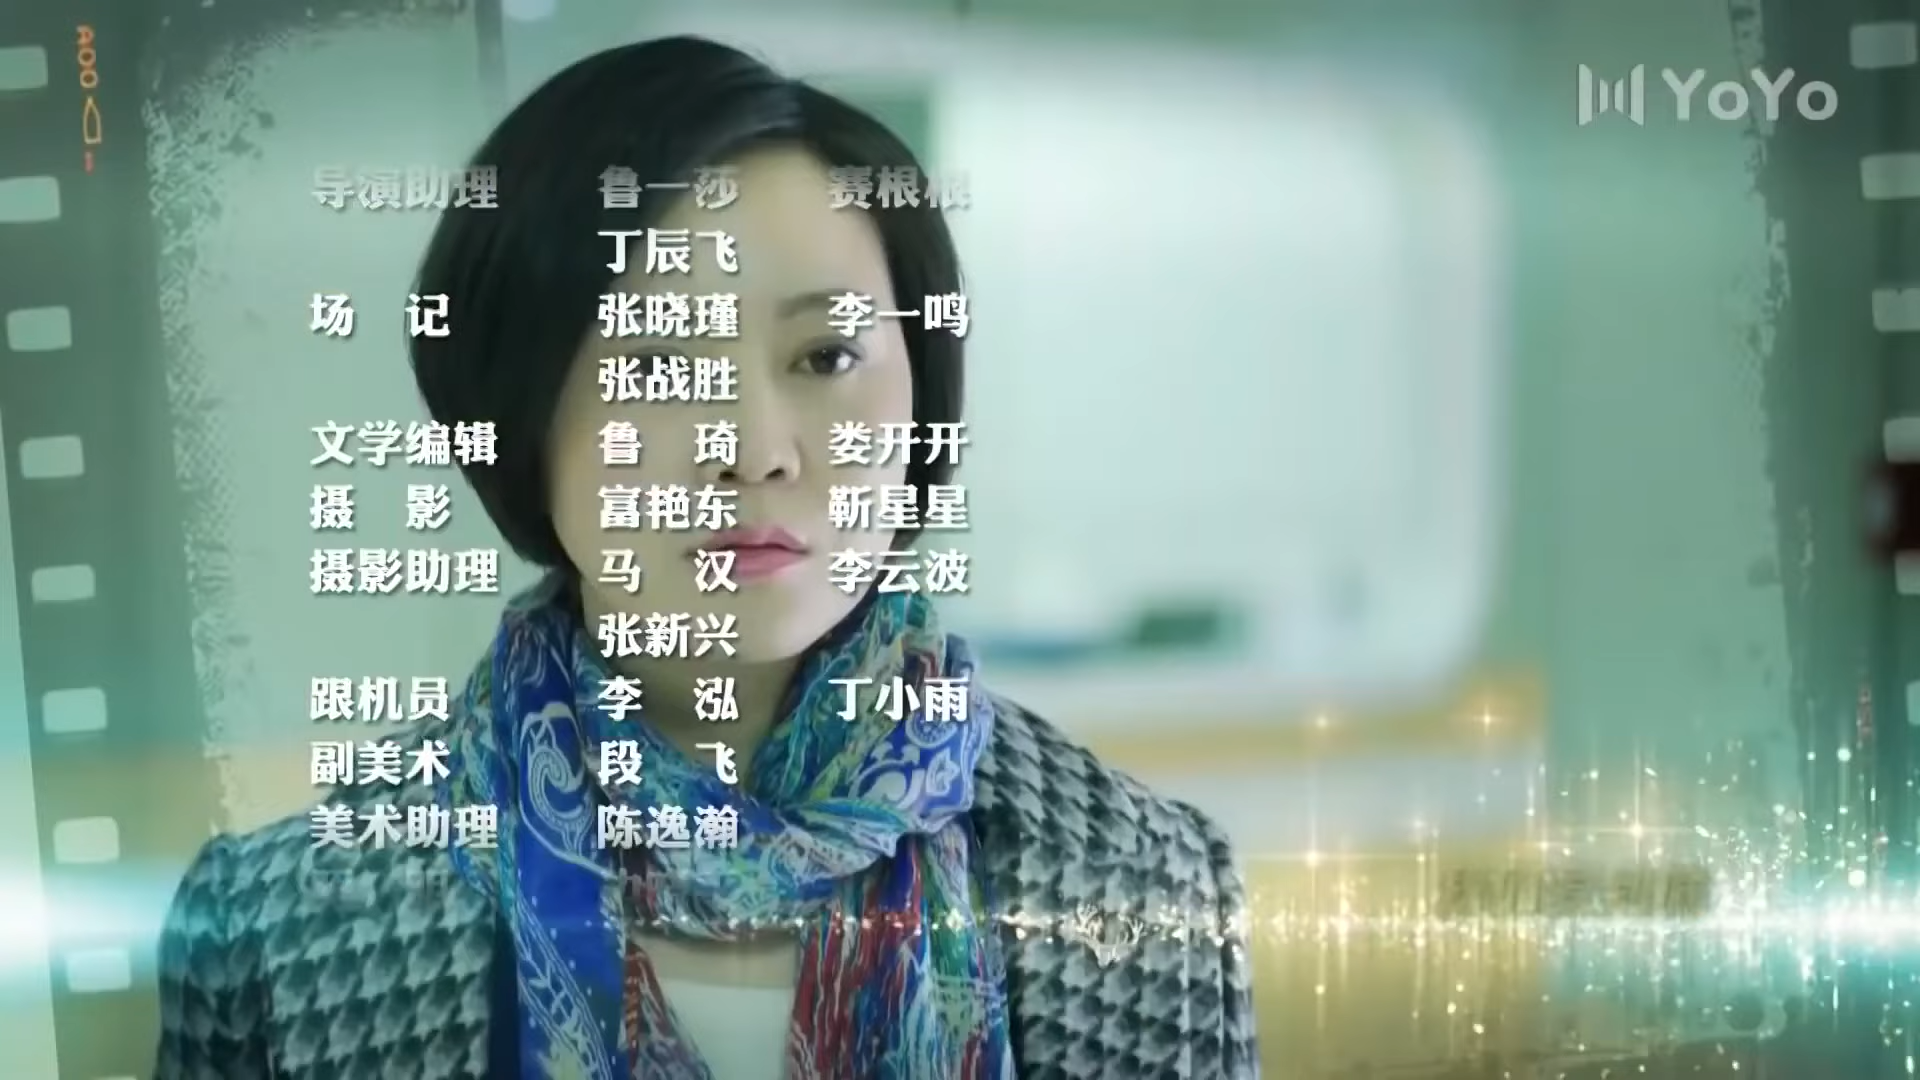 YoYo
导演助理 鲁一莎 赛根根
丁辰飞
场 记 张晓瑾 李一鸣
张战胜
文学编辑 鲁 琦 娄开开
摄 影 富艳东 靳星星
摄影助理 马 汉 李云波
张新兴
跟机员 李 泓 丁小雨
副美术 段 飞
美术助理 陈逸瀚